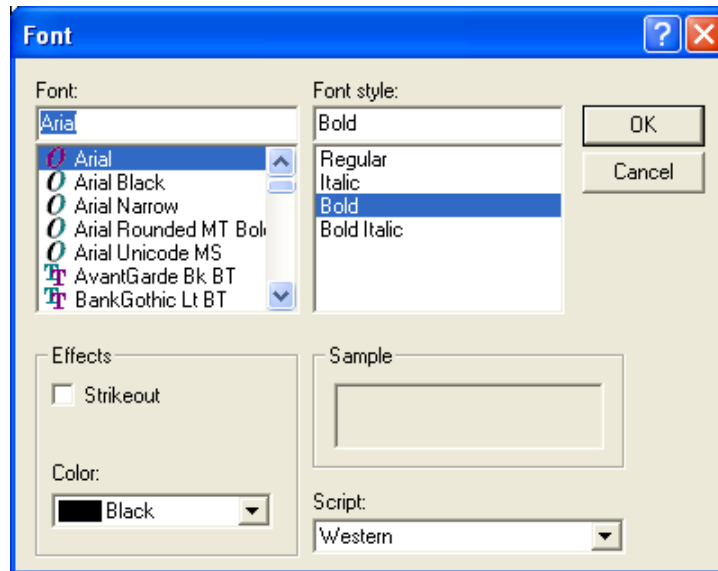 Font
Font:
Arial
Arial
Arial Black
Arial Narrow
Arial Rounded MT Bol
Arial Unicode MS
AvantGarde Bk BT
BankGothic Lt BT
Font style:
Bold
Regular
Italic
Bold
Bold Italic
OK
Cancel
Effects
Strikeout
Color:
Black
Sample
Script:
Western